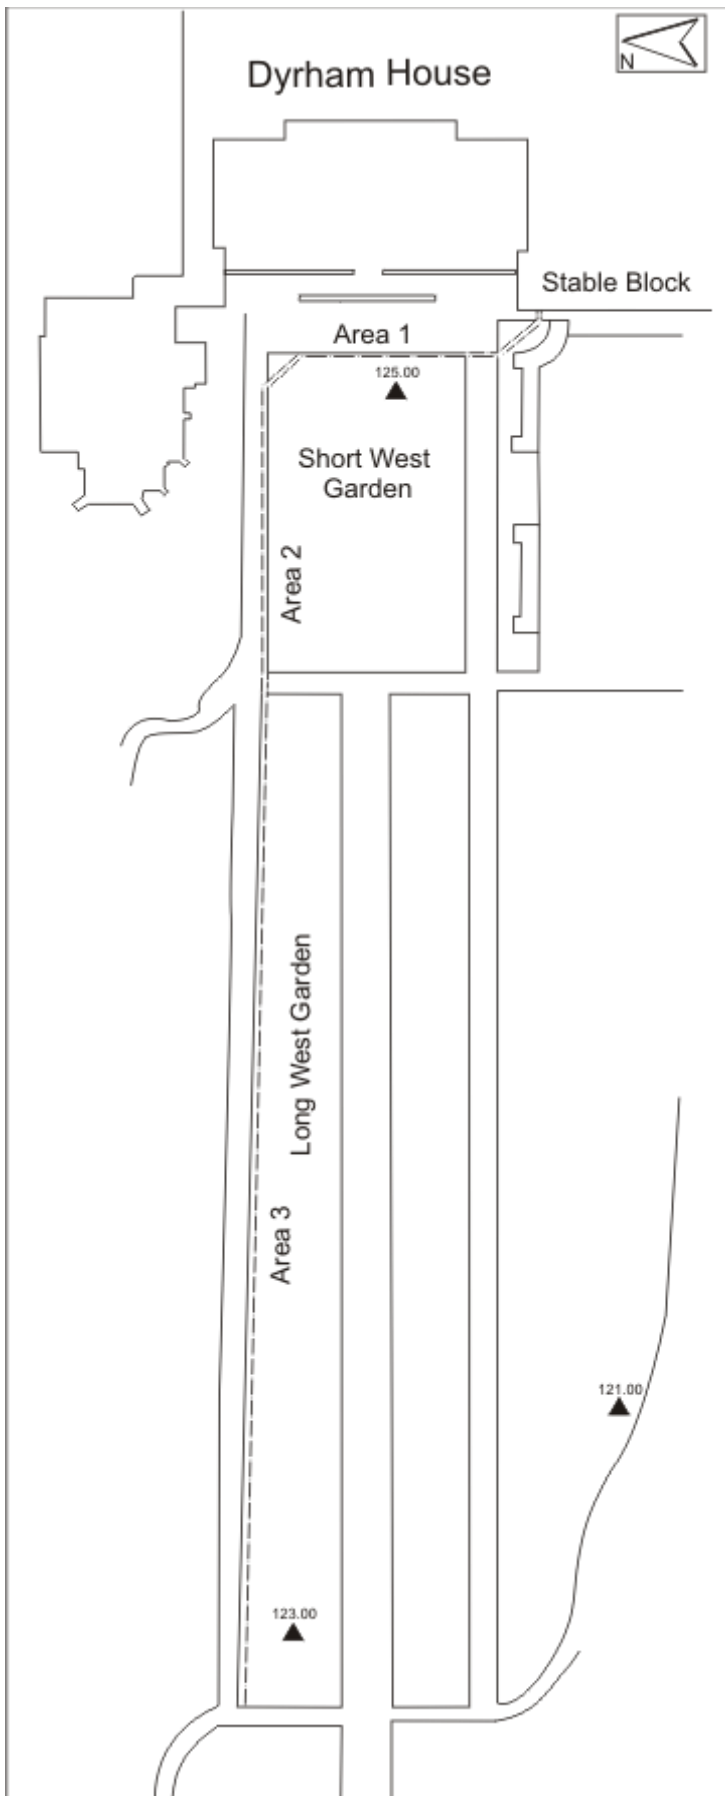 N
Dyrham House
Stable Block
Area 1
125.00
Short West
Garden
Area 2
Long West Garden
Area 3
121.00
123.00